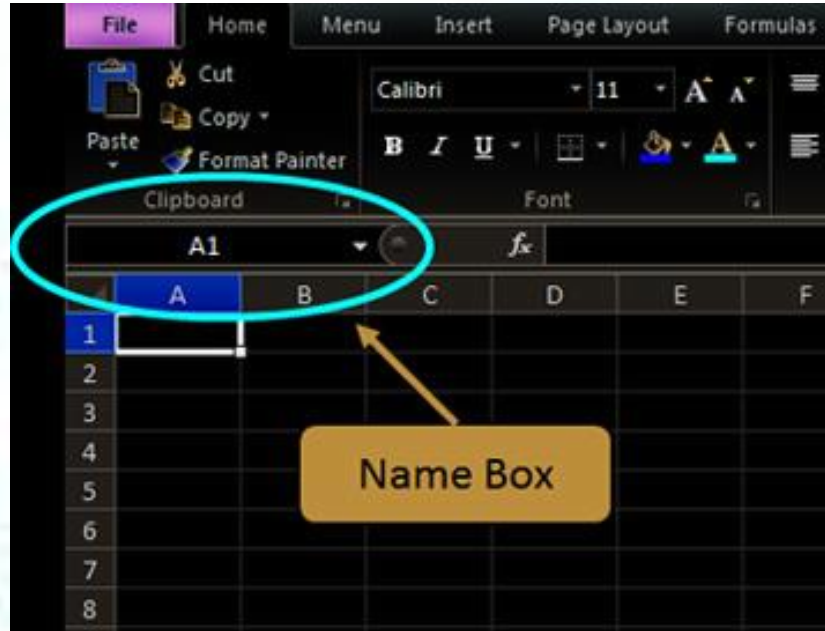 File Home Menu Insert Page Layout Formulas
Cut
Calibri 11 A A
Copy
Paste
B I U A
Format Painter
Clipboard Font
A1 fx
A B C D E F
1
2
3
4
Name Box
5
6
7
8